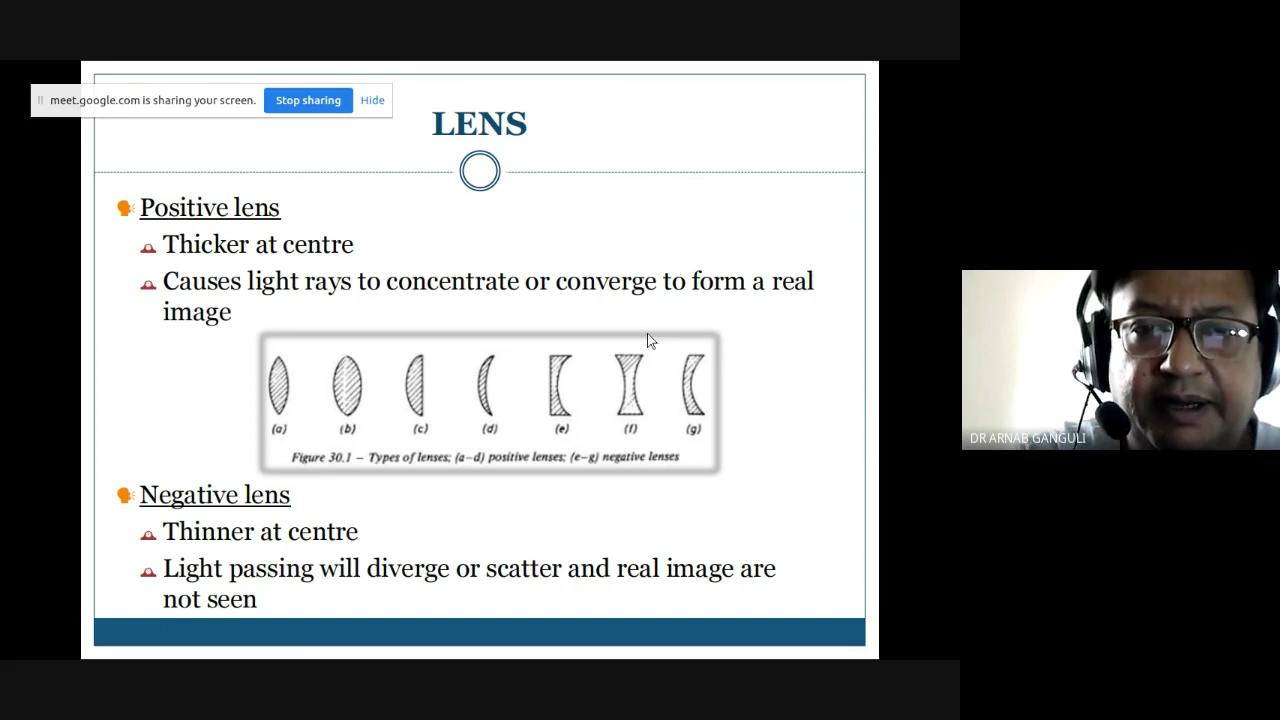 meet.google.com is sharing your screen. Stop sharing Hide
LENS
Positive lens
Thicker at centre
Causes light rays to concentrate or converge to form a real
image
(a) (b) (c) (d) (e) (f) (g)
Figure 30.1 — Types of lenses; (a–d) positive lenses; (e–g) negative lenses
DR ARNAB GANGULI
Negative lens
Thinner at centre
Light passing will diverge or scatter and real image are
not seen